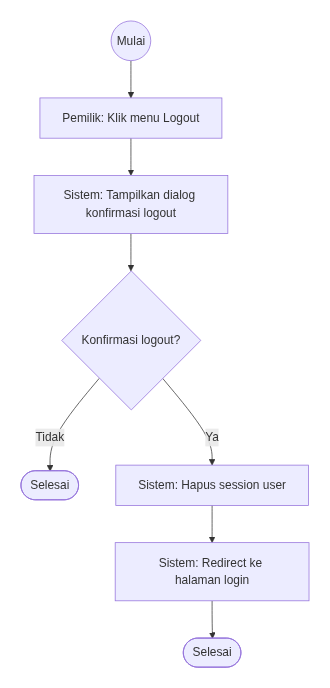 Mulai
Pemilik: Klik menu Logout
Sistem: Tampilkan dialog
konfirmasi logout
Konfirmasi logout?
Tidak
Ya
Selesai
Sistem: Hapus session user
Sistem: Redirect ke
halaman login
Selesai